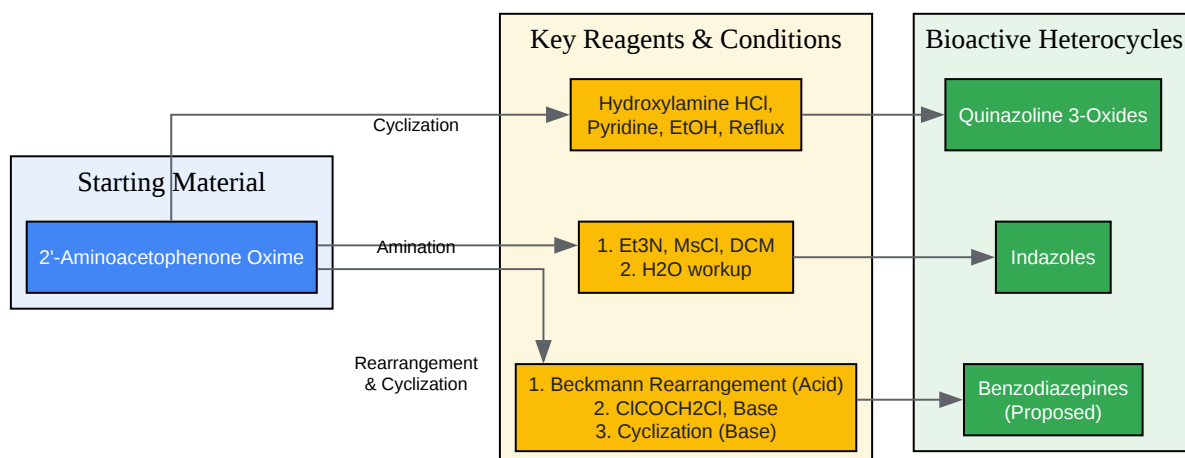 Key Reagents & Conditions
Bioactive Heterocycles
Hydroxylamine HCl,
Pyridine, EtOH, Reflux
Quinazoline 3-Oxides
Cyclization
Starting Material
2'-Aminoacetophenone Oxime
Amination
1. Et3N, MsCl, DCM
2. H2O workup
Indazoles
Rearrangement
& Cyclization
1. Beckmann Rearrangement (Acid)
2. ClCOCH2Cl, Base
3. Cyclization (Base)
Benzodiazepines
(Proposed)